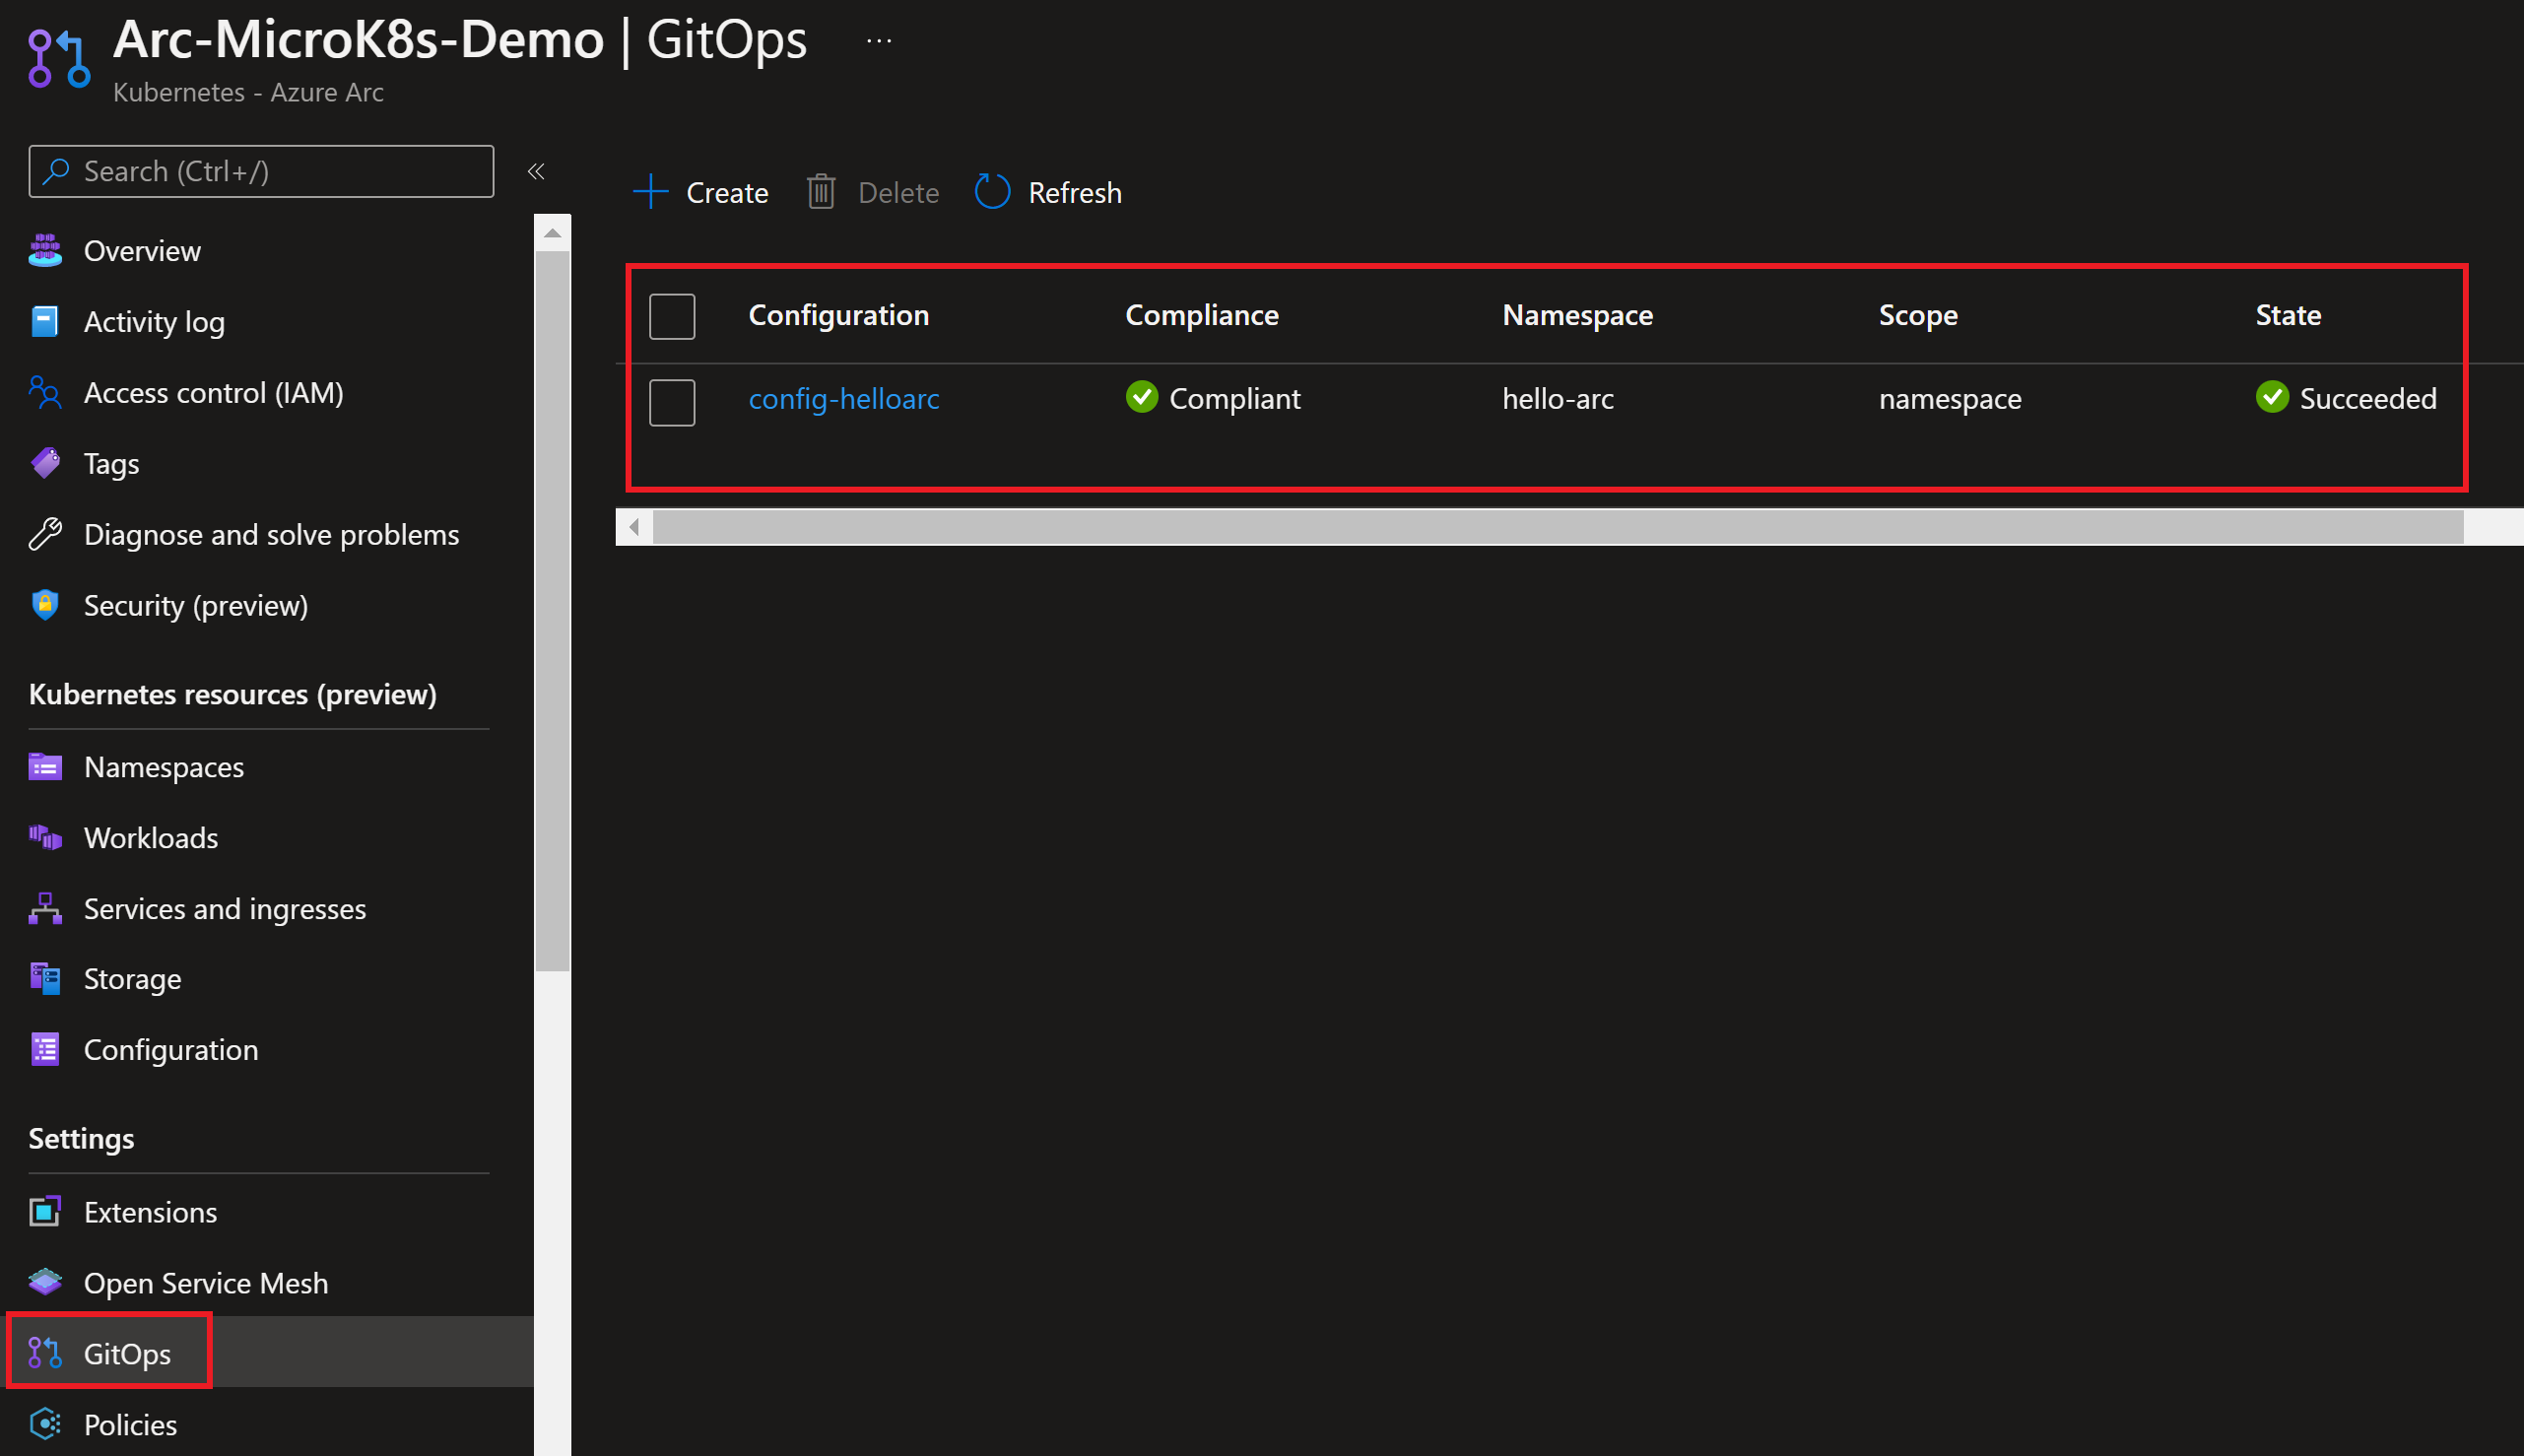 Arc-MicroK8s-Demo | GitOps ...
Kubernetes - Azure Arc
Search (Ctrl+/)
«
Overview
Activity log
Access control (IAM)
Tags
Diagnose and solve problems
Security (preview)
Kubernetes resources (preview)
Namespaces
Workloads
Services and ingresses
Storage
Configuration
Settings
Extensions
Open Service Mesh
GitOps
Policies
Create Delete Refresh
Configuration Compliance Namespace Scope State
config-helloarc Compliant hello-arc namespace Succeeded